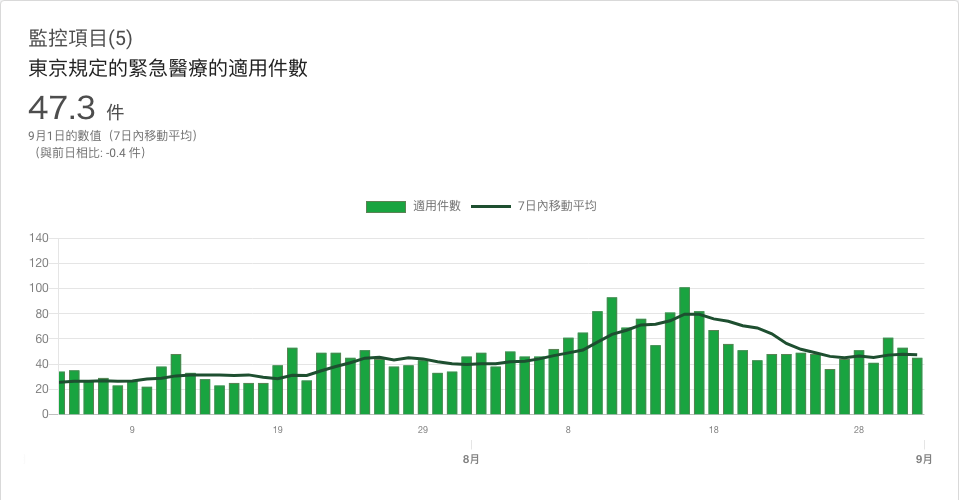 監控項目(5)
東京規定的緊急醫療的適用件數
47.3 件
9月1日的數值（7日內移動平均）
（與前日相比: -0.4 件）
適用件數 7日內移動平均
140
120
100
80
60
40
20
0
9 19 29 8 18 28
8月 9月